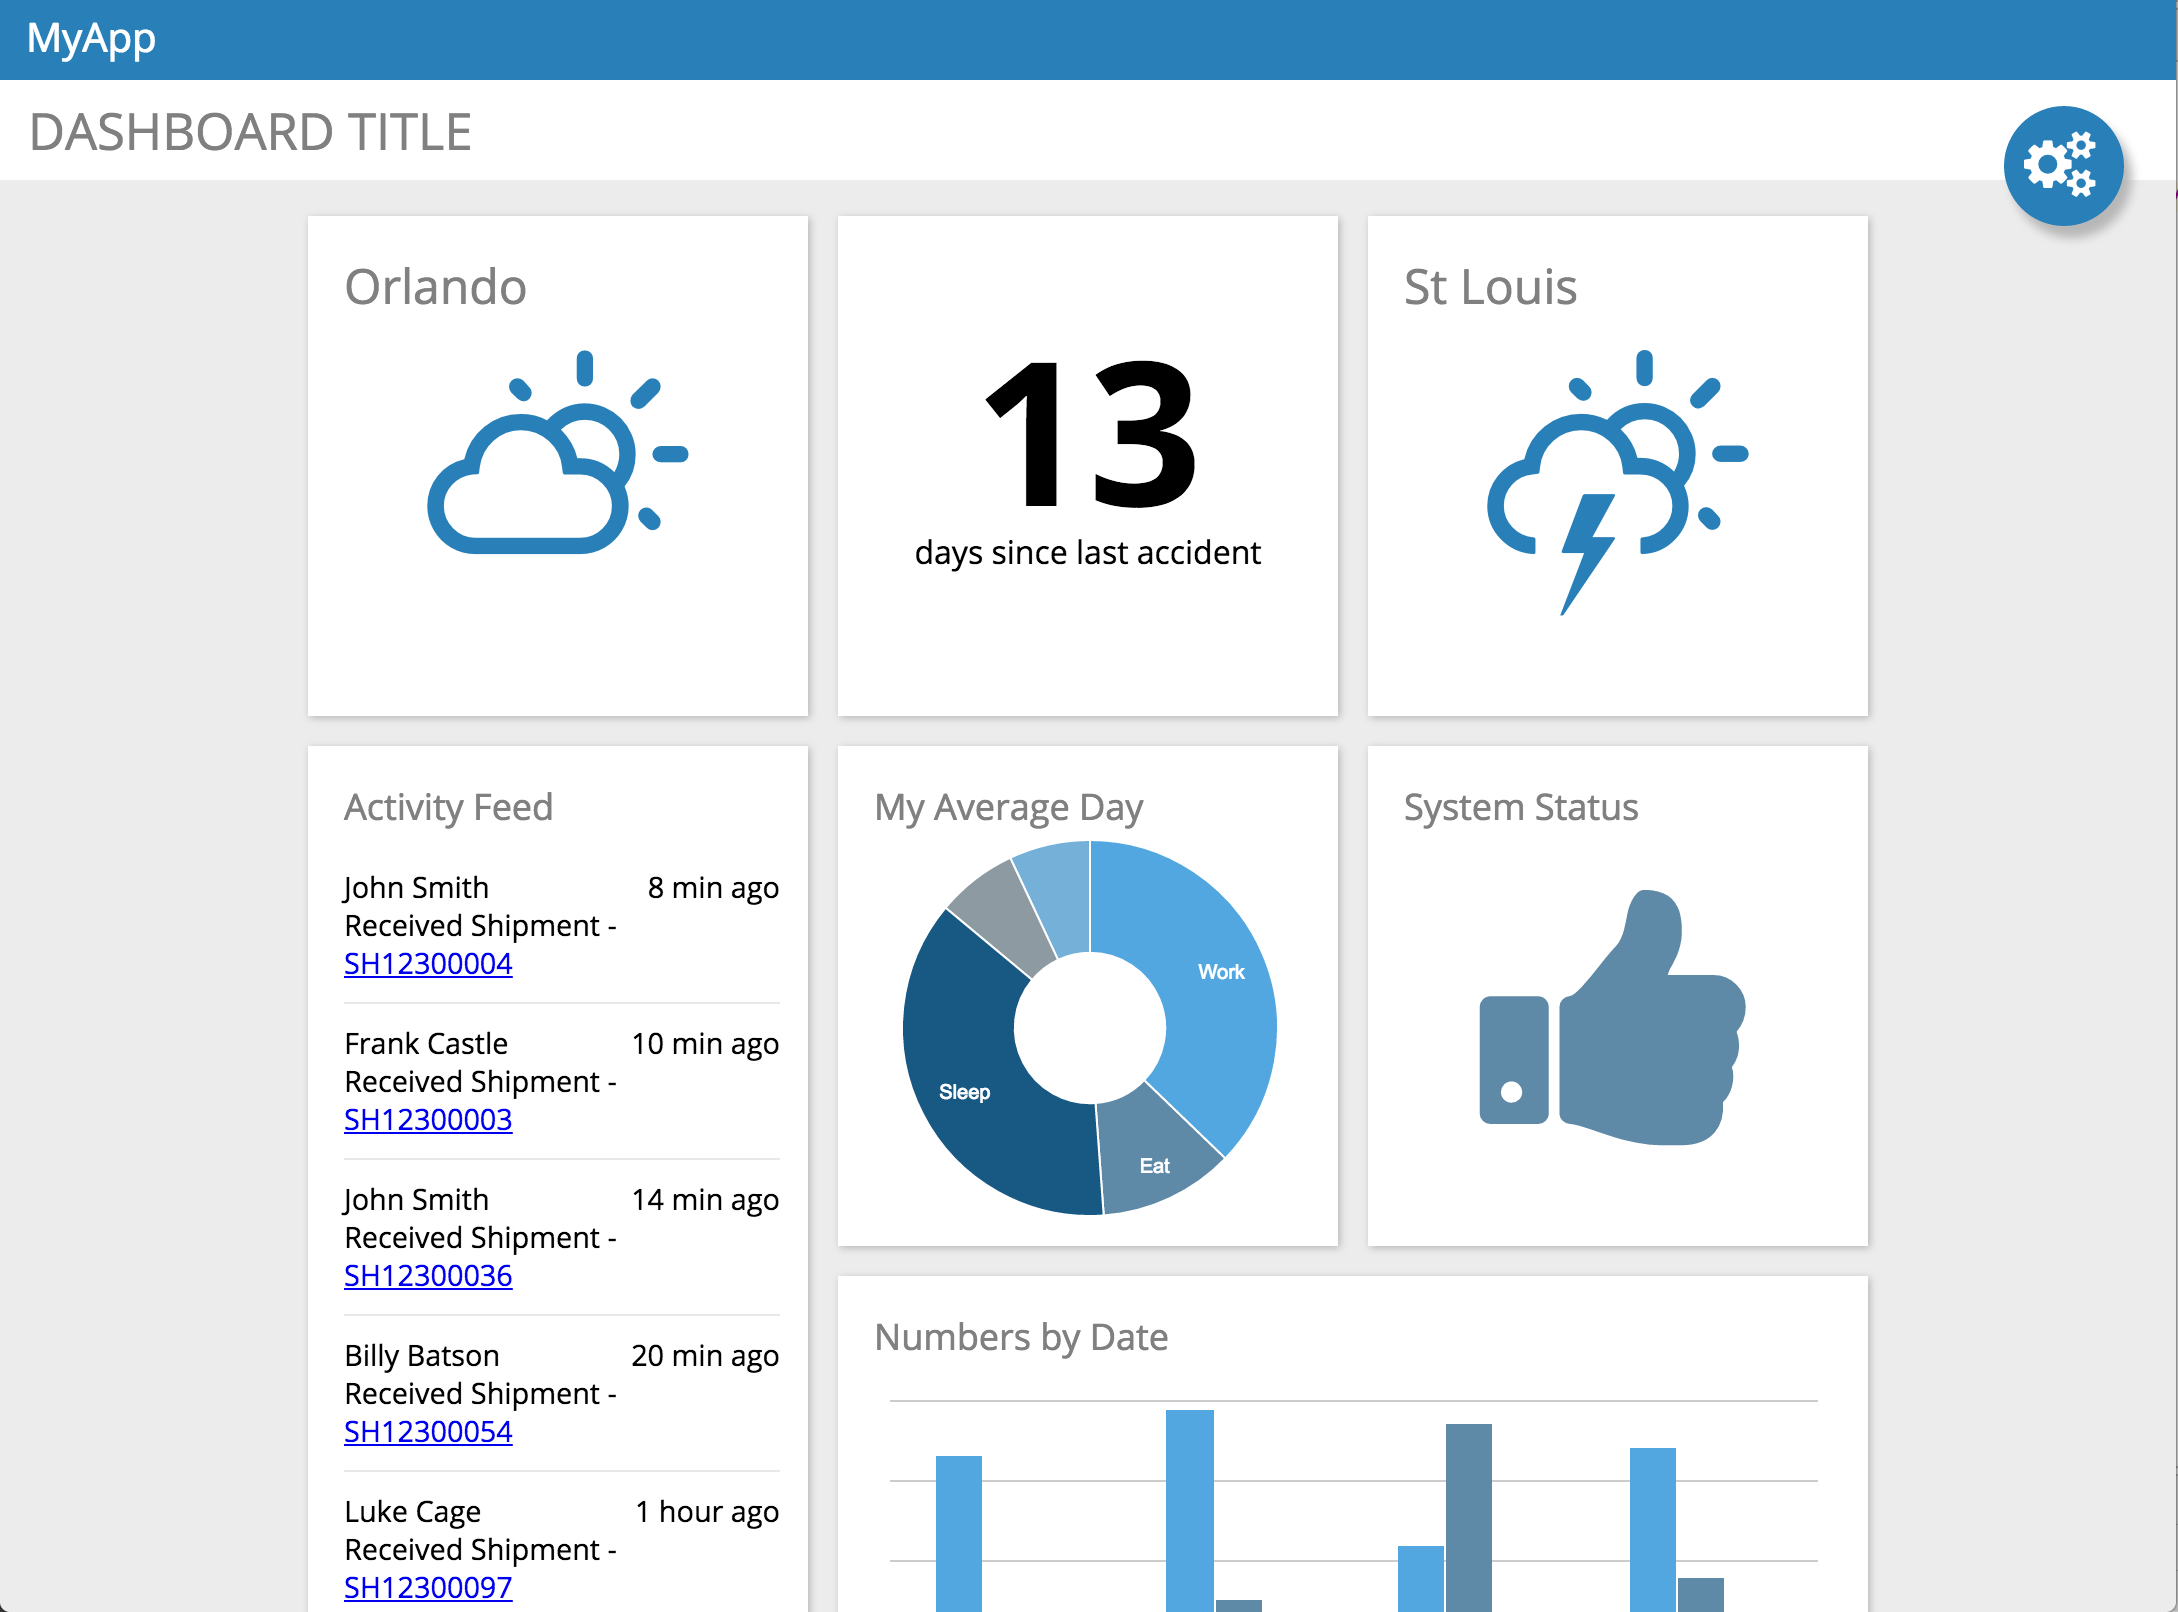 MyApp
DASHBOARD TITLE
Orlando
13
days since last accident
St Louis
Activity Feed
John Smith 8 min ago
Received Shipment -
SH12300004
Frank Castle 10 min ago
Received Shipment -
SH12300003
John Smith 14 min ago
Received Shipment -
SH12300036
Billy Batson 20 min ago
Received Shipment -
SH12300054
Luke Cage 1 hour ago
Received Shipment -
SH12300097
My Average Day
Work
Sleep
Eat
System Status
Numbers by Date